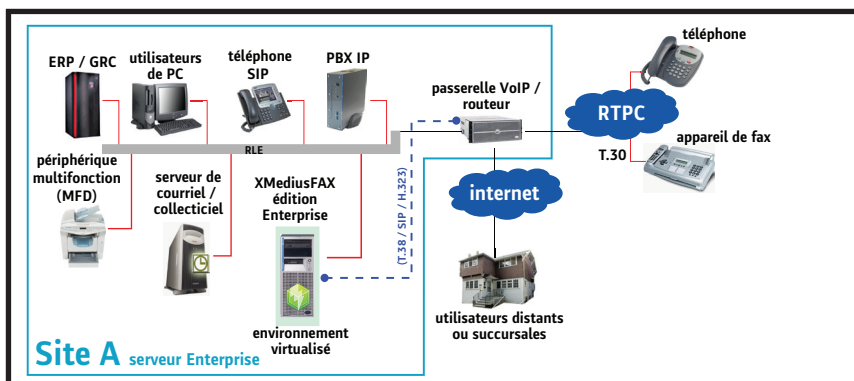 ERP / GRC
utilisateurs
de PC
téléphone
SIP
PBX IP
passerelle VoIP /
routeur
téléphone
RTPC
appareil de fax
T.30
RLE
périphérique
multifonction
(MFD)
serveur de
courriel /
collecticiel
XMediusFAX
édition
Enterprise
(T.38 / SIP / H.323)
internet
environnement
virtualisé
utilisateurs distants
ou succursales
Site A serveur Enterprise